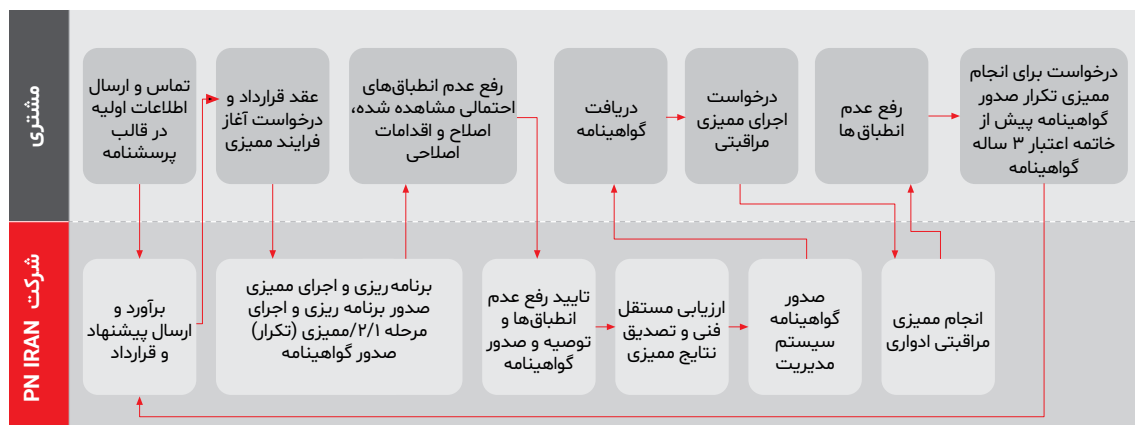 مشتری
تماس و ارسال
اطلاعات اولیه
در قالب
پرسشنامه
عقد قرارداد و
درخواست آغاز
فرایند ممیزی
رفع عدم انطباق‌های
احتمالی مشاهده شده،
اصلاح و اقدامات
اصلاحی
دریافت
گواهینامه
درخواست
اجرای ممیزی
مراقبتی
رفع عدم
انطباق‌ها
درخواست برای انجام
ممیزی تکرار صدور
گواهینامه پیش از
خاتمه اعتبار ۳ ساله
گواهینامه
شرکت PN IRAN
برآورد و
ارسال پیشنهاد
و قرارداد
برنامه ریزی و اجرای ممیزی
صدور برنامه ریزی و اجرای
مرحله ۲/۱/ممیزی (تکرار)
صدور گواهینامه
تایید رفع عدم
انطباق‌ها و
توصیه و صدور
گواهینامه
ارزیابی مستقل
فنی و تصدیق
نتایج ممیزی
صدور
گواهینامه
سیستم
مدیریت
انجام ممیزی
مراقبتی ادواری